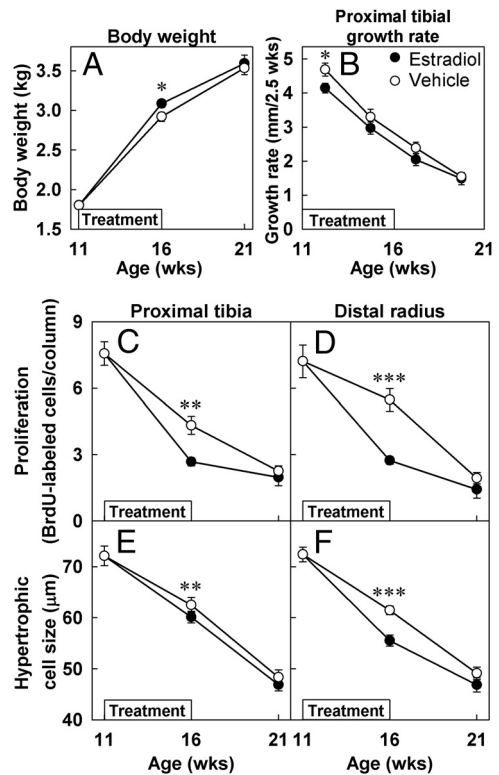 Body weight
A
Body weight (kg)
3.5
3.0
2.5
2.0
1.5
*
Treatment
11 16 21
Age (wks)
Proximal tibial
growth rate
B
Estradiol
Vehicle
Growth rate (mm/2.5 wks)
5
4
3
2
1
0
*
Treatment
11 16 21
Age (wks)
Proximal tibia
Distal radius
Proliferation
(BrdU-labeled cells/column)
9
6
3
0
C
**
Treatment
D
***
Treatment
Hypertrophic
cell size (μm)
70
60
50
40
E
**
Treatment
F
***
Treatment
11 16 21
Age (wks)
11 16 21
Age (wks)